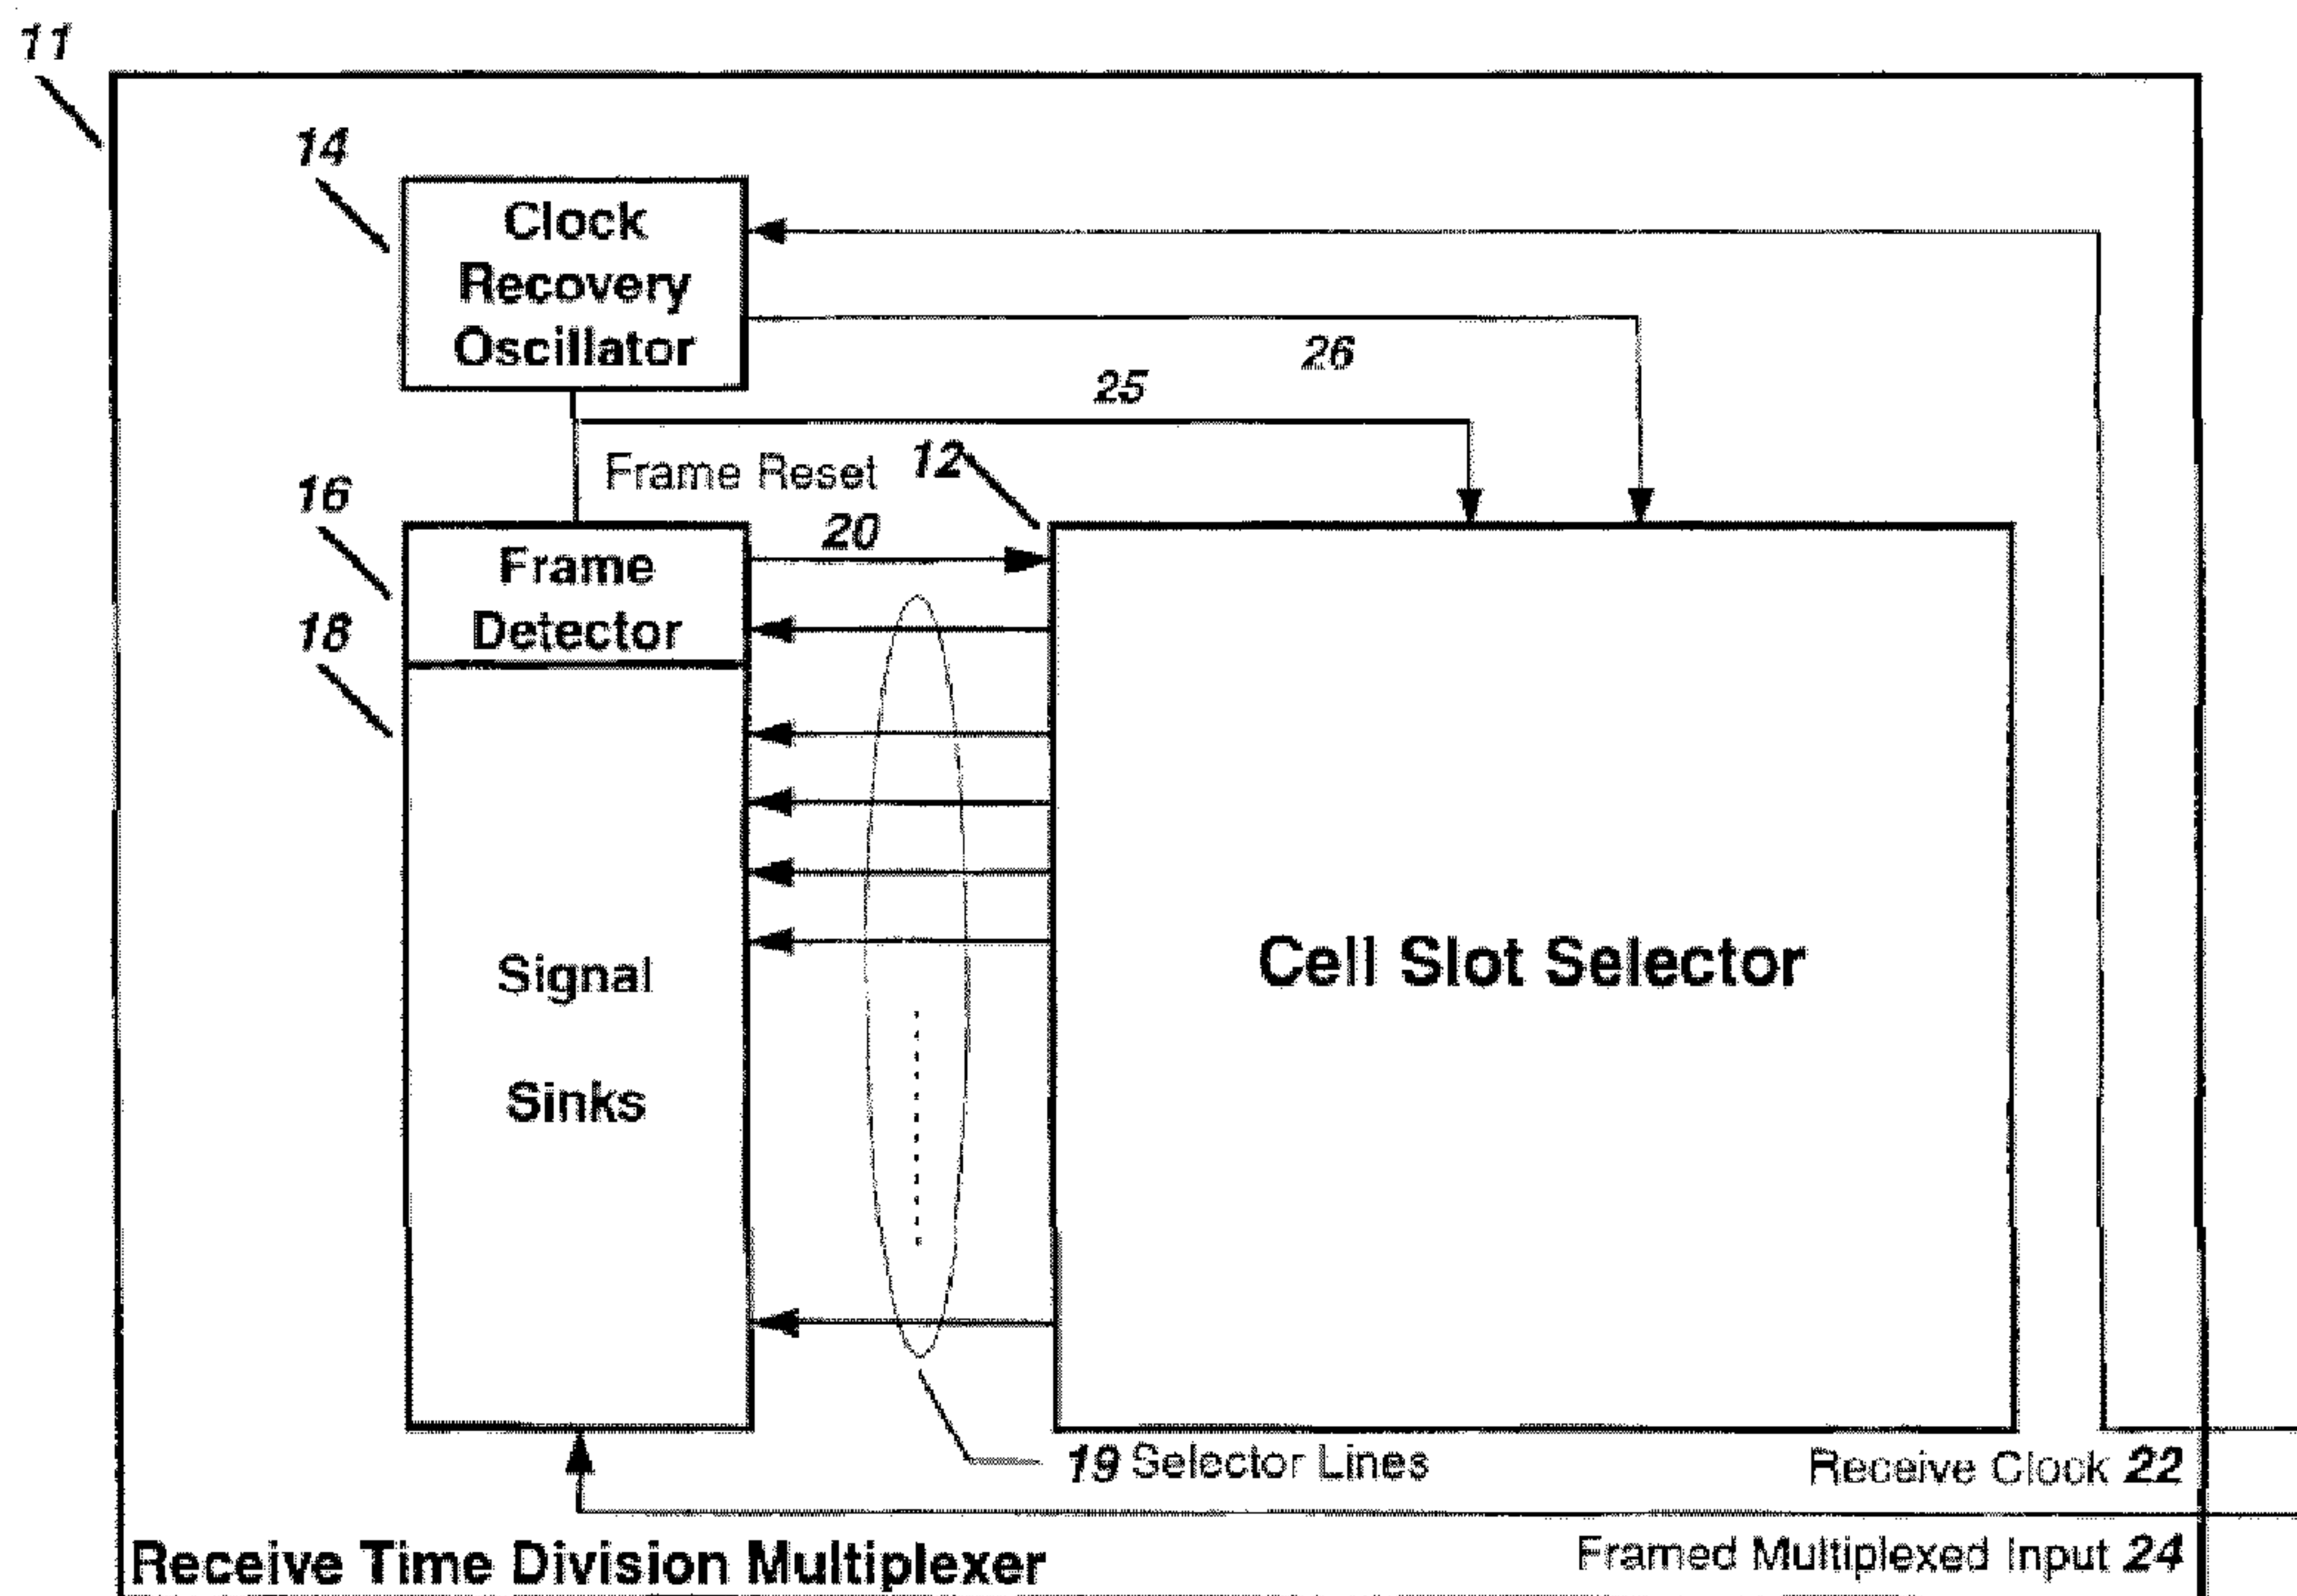 11
14
Clock
Recovery
Oscillator
26
25
Frame Reset
12
16
20
Frame
Detector
18
Cell Slot Selector
Signal
Sinks
19 Selector Lines
Receive Clock 22
Receive Time Division Multiplexer
Framed Multiplexed Input 24